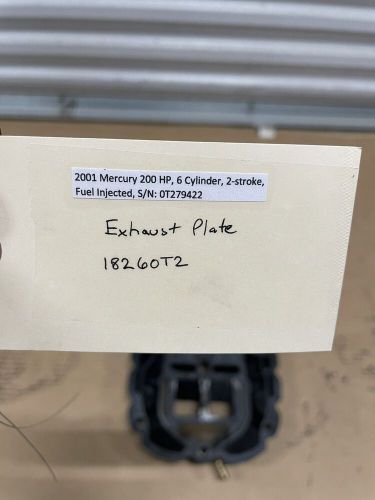 2001 Mercury 200 HP, 6 Cylinder, 2-stroke,
Fuel Injected, S/N: 0T279422
Exhaust Plate
18260T2